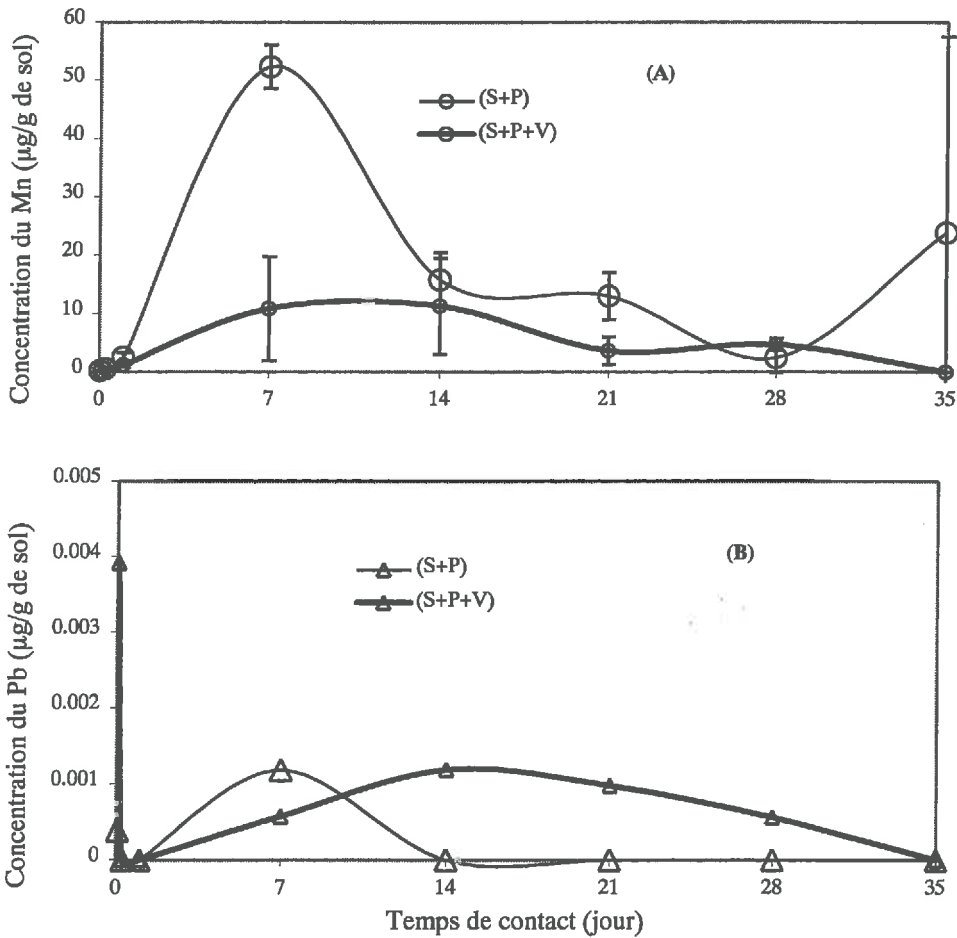 Concentration du Mn (µg/g de sol)
60
50
40
30
20
10
0
(A)
(S+P)
(S+P+V)
0 7 14 21 28 35
Concentration du Pb (µg/g de sol)
0.005
0.004
0.003
0.002
0.001
0
(B)
(S+P)
(S+P+V)
0 7 14 21 28 35
Temps de contact (jour)